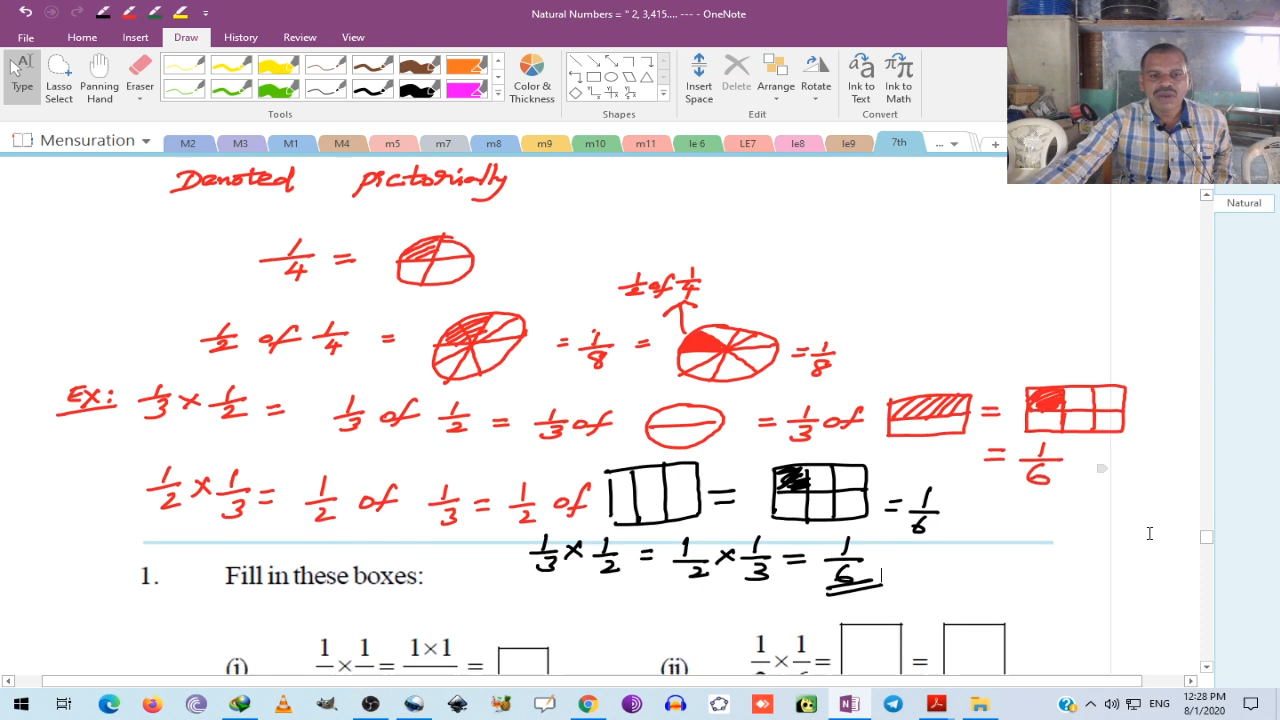 Natural Numbers = " 2, 3,415.... --- - OneNote
File Home Insert Draw History Review View
Type Lasso Select Panning Hand Eraser Color & Thickness Insert Space Delete Arrange Rotate Ink to Text Ink to Math
Tools Shapes Edit Convert
Mensuration M2 M3 M1 M4 m5 m7 m8 m9 m10 m11 le 6 LE7 le8 le9 7th ...
Natural
Denoted pictorially
1/4 =
1/2 of 1/4
1/2 of 1/4 = = 1/8 = = 1/8
EX: 1/3 × 1/2 = 1/3 of 1/2 = 1/3 of = 1/3 of =
= 1/6
1/2 × 1/3 = 1/2 of 1/3 = 1/2 of = = 1/6
1/3 × 1/2 = 1/2 × 1/3 = 1/6
1. Fill in these boxes:
(i) 1/ × 1/ = 1×1 = (ii) 1/ × 1/ = =
12:28 PM
ENG
8/1/2020